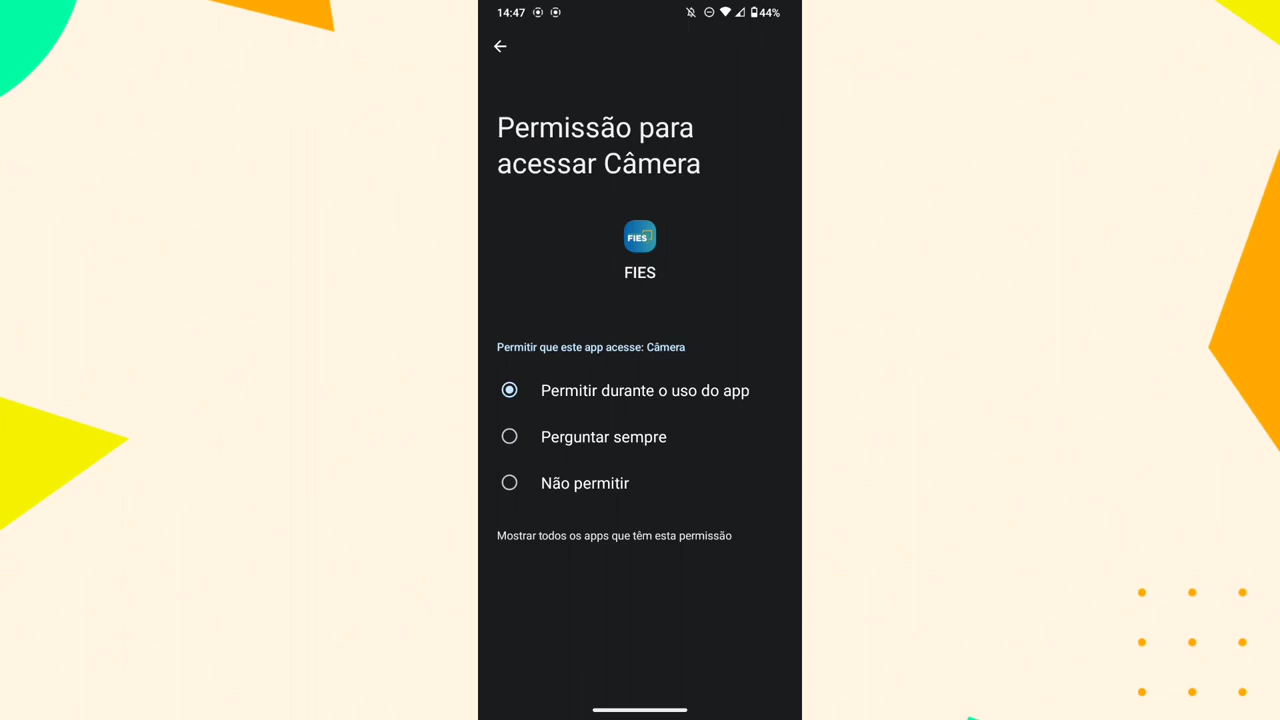 14:47
44%
Permissão para
acessar Câmera
FIES
FIES
Permitir que este app acesse: Câmera
Permitir durante o uso do app
Perguntar sempre
Não permitir
Mostrar todos os apps que têm esta permissão